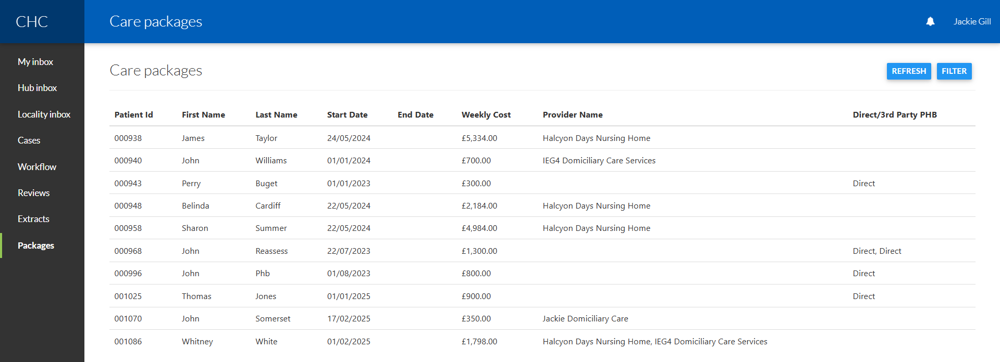 CHC Care packages Jackie Gill
My inbox
Hub inbox
Locality inbox
Cases
Workflow
Reviews
Extracts
Packages
Care packages REFRESH FILTER
Patient Id First Name Last Name Start Date End Date Weekly Cost Provider Name Direct/3rd Party PHB
000938 James Taylor 24/05/2024 £5,334.00 Halcyon Days Nursing Home
000940 John Williams 01/01/2024 £700.00 IEG4 Domiciliary Care Services
000943 Perry Buget 01/01/2023 £300.00 Direct
000948 Belinda Cardiff 22/05/2024 £2,184.00 Halcyon Days Nursing Home
000958 Sharon Summer 22/05/2024 £4,984.00 Halcyon Days Nursing Home
000968 John Reassess 22/07/2023 £1,300.00 Direct, Direct
000996 John Phb 01/08/2023 £800.00 Direct
001025 Thomas Jones 01/01/2025 £900.00 Direct
001070 John Somerset 17/02/2025 £350.00 Jackie Domiciliary Care
001086 Whitney White 01/02/2025 £1,798.00 Halcyon Days Nursing Home, IEG4 Domiciliary Care Services